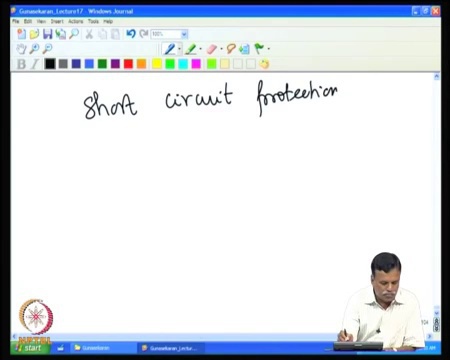 Gunasekaran_Lecture17 - Windows Journal
File Edit View Insert Actions Tools Help
100%
B I
Short circuit protection
NPTEL
start
Gunasekaran
Gunasekaran_Lectur...